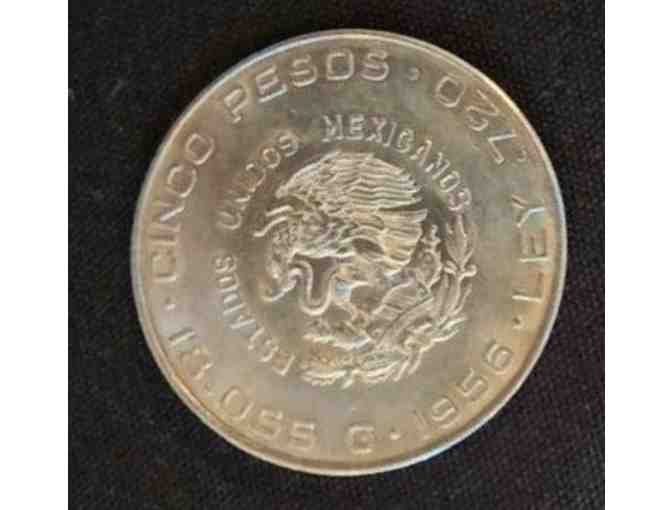 CINCO PESOS · LEY .720 · 1956 · 18.055 G ·
ESTADOS UNIDOS MEXICANOS